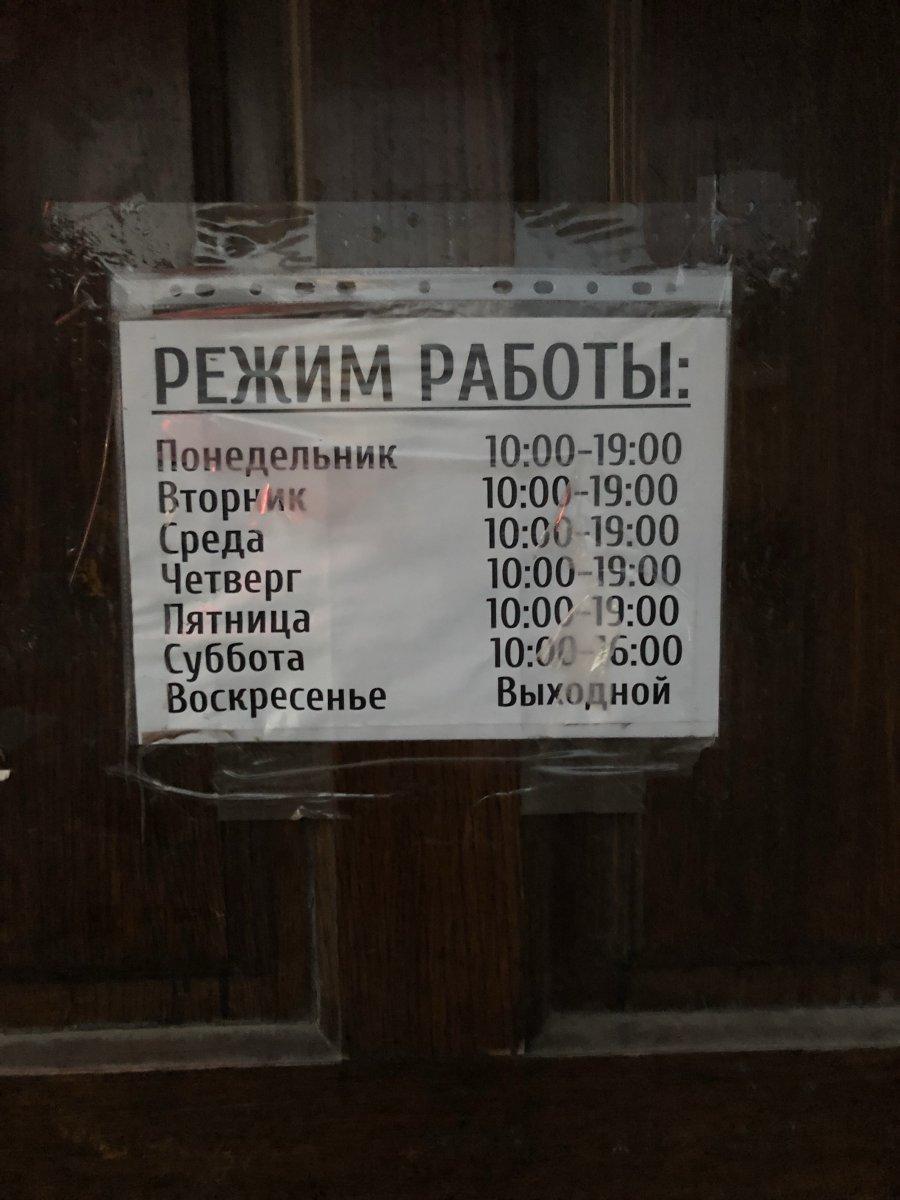 РЕЖИМ РАБОТЫ:
Понедельник 10:00-19:00
Вторник 10:00-19:00
Среда 10:00-19:00
Четверг 10:00-19:00
Пятница 10:00-19:00
Суббота 10:00-16:00
Воскресенье Выходной